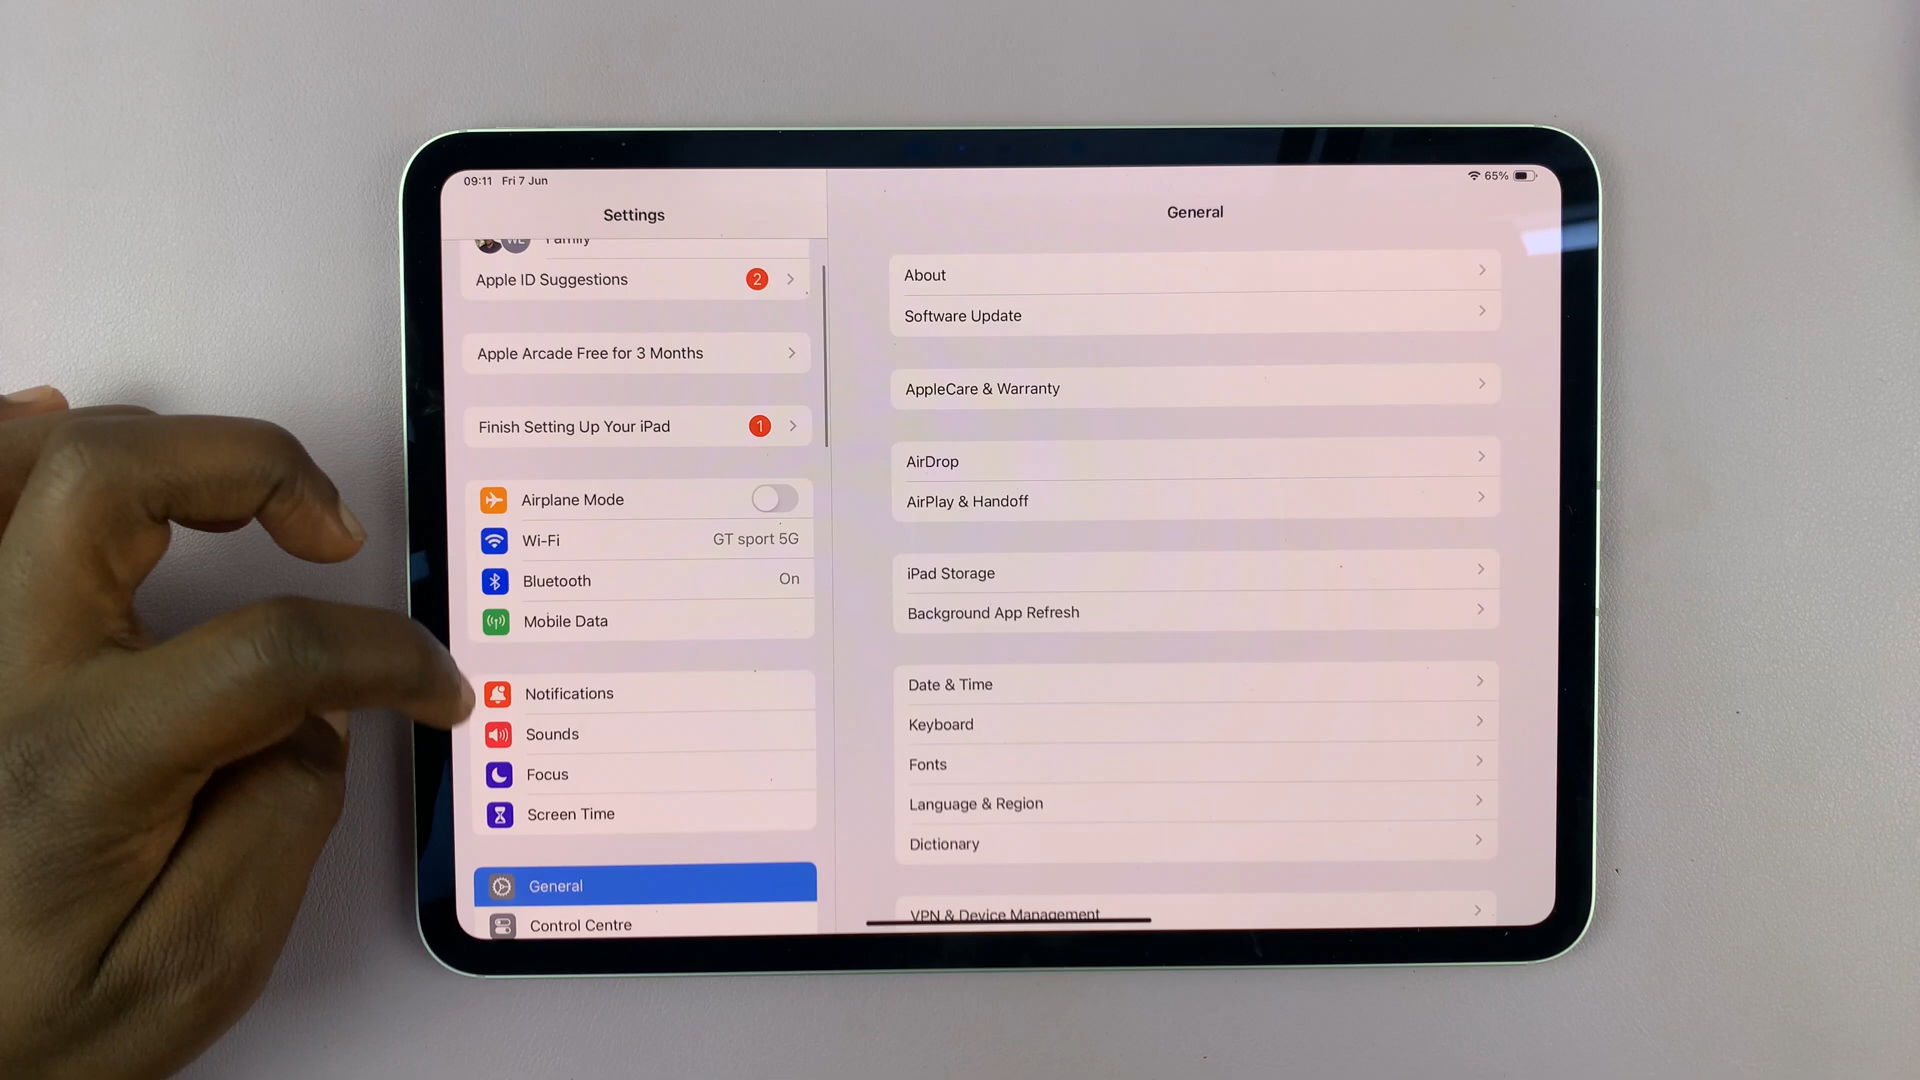 09:11 Fri 7 Jun
65%
Settings
Family
WE
Apple ID Suggestions 2
Apple Arcade Free for 3 Months
Finish Setting Up Your iPad 1
Airplane Mode
Wi-Fi GT sport 5G
Bluetooth On
Mobile Data
Notifications
Sounds
Focus
Screen Time
General
Control Centre
General
About
Software Update
AppleCare & Warranty
AirDrop
AirPlay & Handoff
iPad Storage
Background App Refresh
Date & Time
Keyboard
Fonts
Language & Region
Dictionary
VPN & Device Management